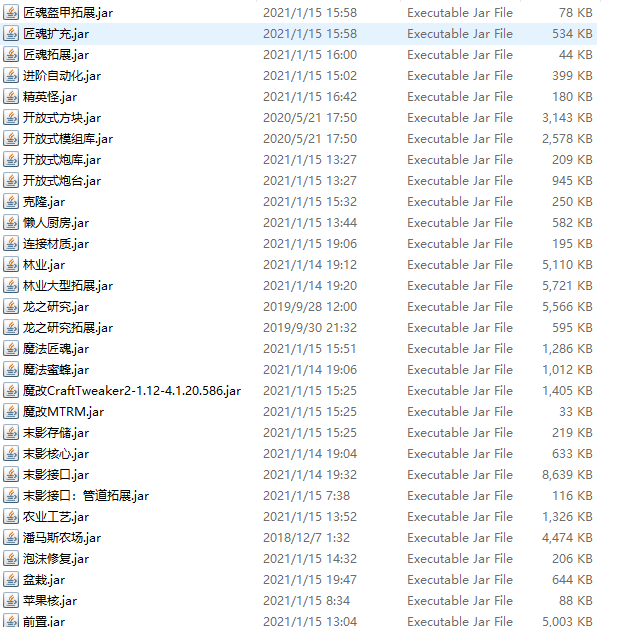 匠魂盔甲拓展.jar 2021/1/15 15:58 Executable Jar File 78 KB
匠魂扩充.jar 2021/1/15 15:58 Executable Jar File 534 KB
匠魂拓展.jar 2021/1/15 16:00 Executable Jar File 44 KB
进阶自动化.jar 2021/1/15 15:02 Executable Jar File 399 KB
精英怪.jar 2021/1/15 16:42 Executable Jar File 180 KB
开放式方块.jar 2020/5/21 17:50 Executable Jar File 3,143 KB
开放式模组库.jar 2020/5/21 17:50 Executable Jar File 2,578 KB
开放式炮库.jar 2021/1/15 13:27 Executable Jar File 209 KB
开放式炮台.jar 2021/1/15 13:27 Executable Jar File 945 KB
克隆.jar 2021/1/15 15:32 Executable Jar File 250 KB
懒人厨房.jar 2021/1/15 13:44 Executable Jar File 582 KB
连接材质.jar 2021/1/15 19:06 Executable Jar File 195 KB
林业.jar 2021/1/14 19:12 Executable Jar File 5,110 KB
林业大型拓展.jar 2021/1/14 19:20 Executable Jar File 5,721 KB
龙之研究.jar 2019/9/28 12:00 Executable Jar File 5,566 KB
龙之研究拓展.jar 2019/9/30 21:32 Executable Jar File 595 KB
魔法匠魂.jar 2021/1/15 15:51 Executable Jar File 1,286 KB
魔法蜜蜂.jar 2021/1/14 19:06 Executable Jar File 1,012 KB
魔改CraftTweaker2-1.12-4.1.20.586.jar 2021/1/15 15:25 Executable Jar File 1,405 KB
魔改MTRM.jar 2021/1/15 15:25 Executable Jar File 33 KB
末影存储.jar 2021/1/15 15:25 Executable Jar File 219 KB
末影核心.jar 2021/1/14 19:04 Executable Jar File 633 KB
末影接口.jar 2021/1/14 19:32 Executable Jar File 8,639 KB
末影接口：管道拓展.jar 2021/1/15 7:38 Executable Jar File 116 KB
农业工艺.jar 2021/1/15 13:52 Executable Jar File 1,326 KB
潘马斯农场.jar 2018/12/7 1:32 Executable Jar File 4,474 KB
泡沫修复.jar 2021/1/15 14:32 Executable Jar File 206 KB
盆栽.jar 2021/1/15 19:47 Executable Jar File 644 KB
苹果核.jar 2021/1/15 8:34 Executable Jar File 88 KB
前置.jar 2021/1/15 13:04 Executable Jar File 5,003 KB